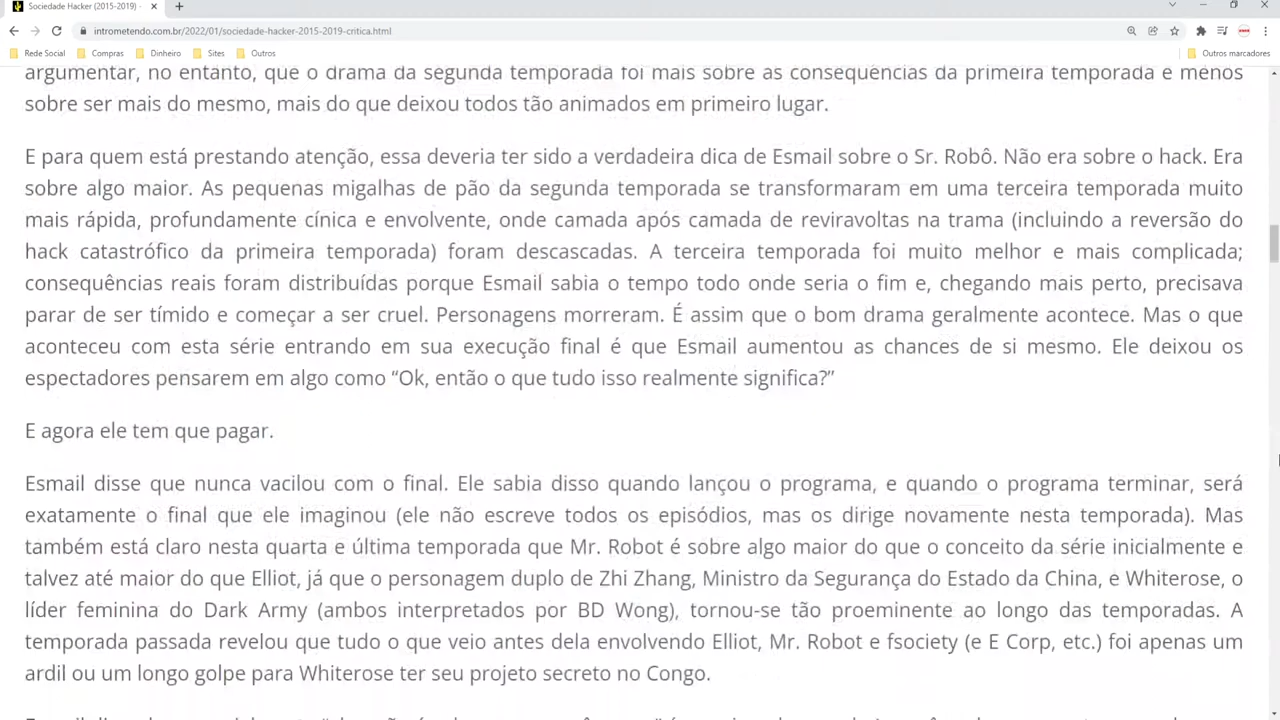 Sociedade Hacker (2015-2019) -
intrometendo.com.br/2022/01/sociedade-hacker-2015-2019-critica.html
Rede Social Compras Dinheiro Sites Outros Outros marcadores
argumentar, no entanto, que o drama da segunda temporada foi mais sobre as consequências da primeira temporada e menos
sobre ser mais do mesmo, mais do que deixou todos tão animados em primeiro lugar.
E para quem está prestando atenção, essa deveria ter sido a verdadeira dica de Esmail sobre o Sr. Robô. Não era sobre o hack. Era
sobre algo maior. As pequenas migalhas de pão da segunda temporada se transformaram em uma terceira temporada muito
mais rápida, profundamente cínica e envolvente, onde camada após camada de reviravoltas na trama (incluindo a reversão do
hack catastrófico da primeira temporada) foram descascadas. A terceira temporada foi muito melhor e mais complicada;
consequências reais foram distribuídas porque Esmail sabia o tempo todo onde seria o fim e, chegando mais perto, precisava
parar de ser tímido e começar a ser cruel. Personagens morreram. É assim que o bom drama geralmente acontece. Mas o que
aconteceu com esta série entrando em sua execução final é que Esmail aumentou as chances de si mesmo. Ele deixou os
espectadores pensarem em algo como “Ok, então o que tudo isso realmente significa?”
E agora ele tem que pagar.
Esmail disse que nunca vacilou com o final. Ele sabia disso quando lançou o programa, e quando o programa terminar, será
exatamente o final que ele imaginou (ele não escreve todos os episódios, mas os dirige novamente nesta temporada). Mas
também está claro nesta quarta e última temporada que Mr. Robot é sobre algo maior do que o conceito da série inicialmente e
talvez até maior do que Elliot, já que o personagem duplo de Zhi Zhang, Ministro da Segurança do Estado da China, e Whiterose, o
líder feminina do Dark Army (ambos interpretados por BD Wong), tornou-se tão proeminente ao longo das temporadas. A
temporada passada revelou que tudo o que veio antes dela envolvendo Elliot, Mr. Robot e fsociety (e E Corp, etc.) foi apenas um
ardil ou um longo golpe para Whiterose ter seu projeto secreto no Congo.